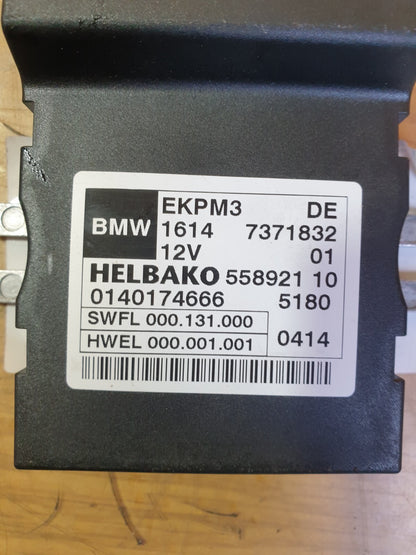 EKPM3 DE
BMW 1614 7371832
12V 01
HELBAKO 558921 10
0140174666 5180
SWFL 000.131.000
HWEL 000.001.001 0414